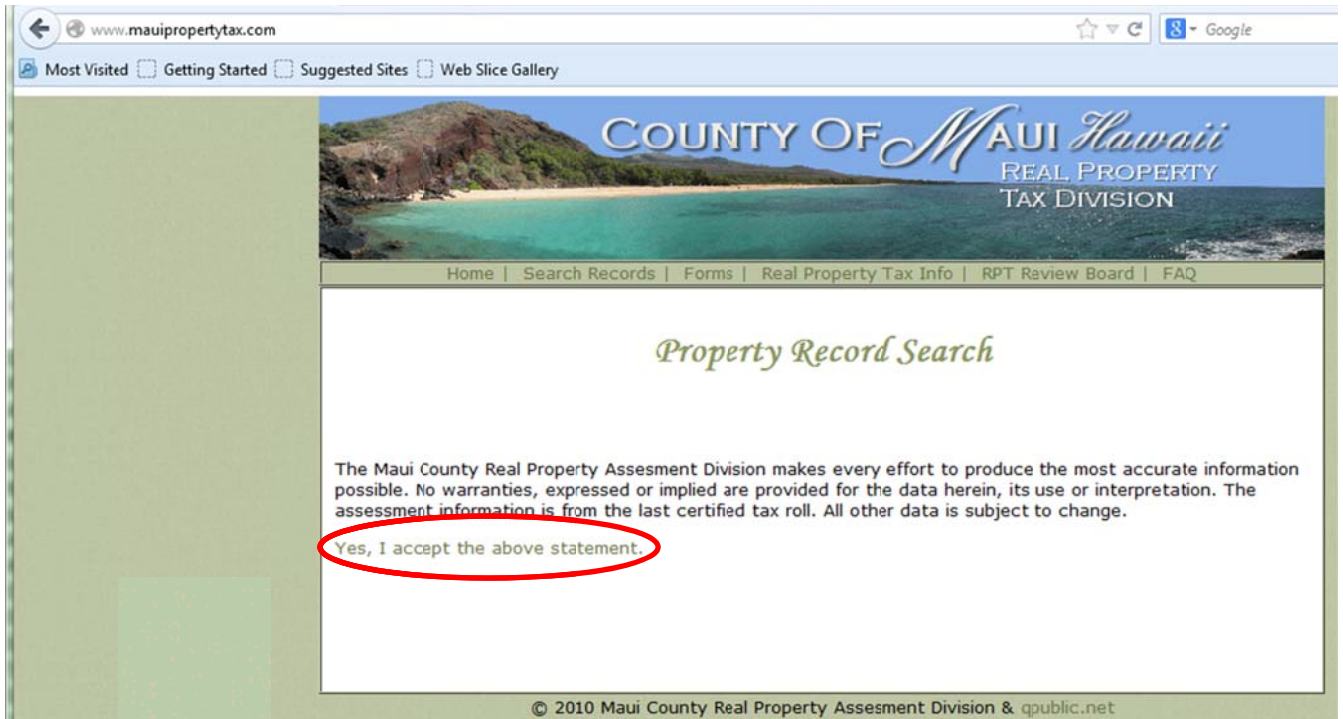 www.mauipropertytax.com
8 Google
Most Visited Getting Started Suggested Sites Web Slice Gallery
COUNTY OF MAUI Hawaii
REAL PROPERTY
TAX DIVISION
Home | Search Records | Forms | Real Property Tax Info | RPT Review Board | FAQ
Property Record Search
The Maui County Real Property Assesment Division makes every effort to produce the most accurate information
possible. No warranties, expressed or implied are provided for the data herein, its use or interpretation. The
assessment information is from the last certified tax roll. All other data is subject to change.
Yes, I accept the above statement.
© 2010 Maui County Real Property Assesment Division & qpublic.net